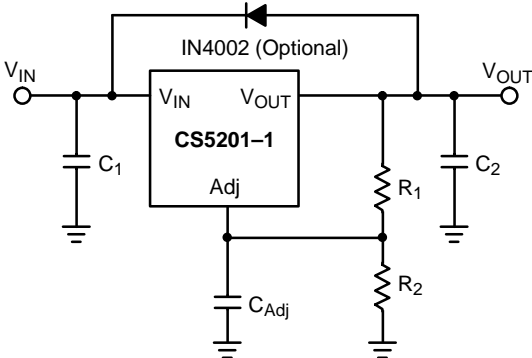 IN4002 (Optional)
V_IN
V_OUT
V_IN V_OUT
CS5201–1
Adj
C_1
R_1
C_2
R_2
C_Adj